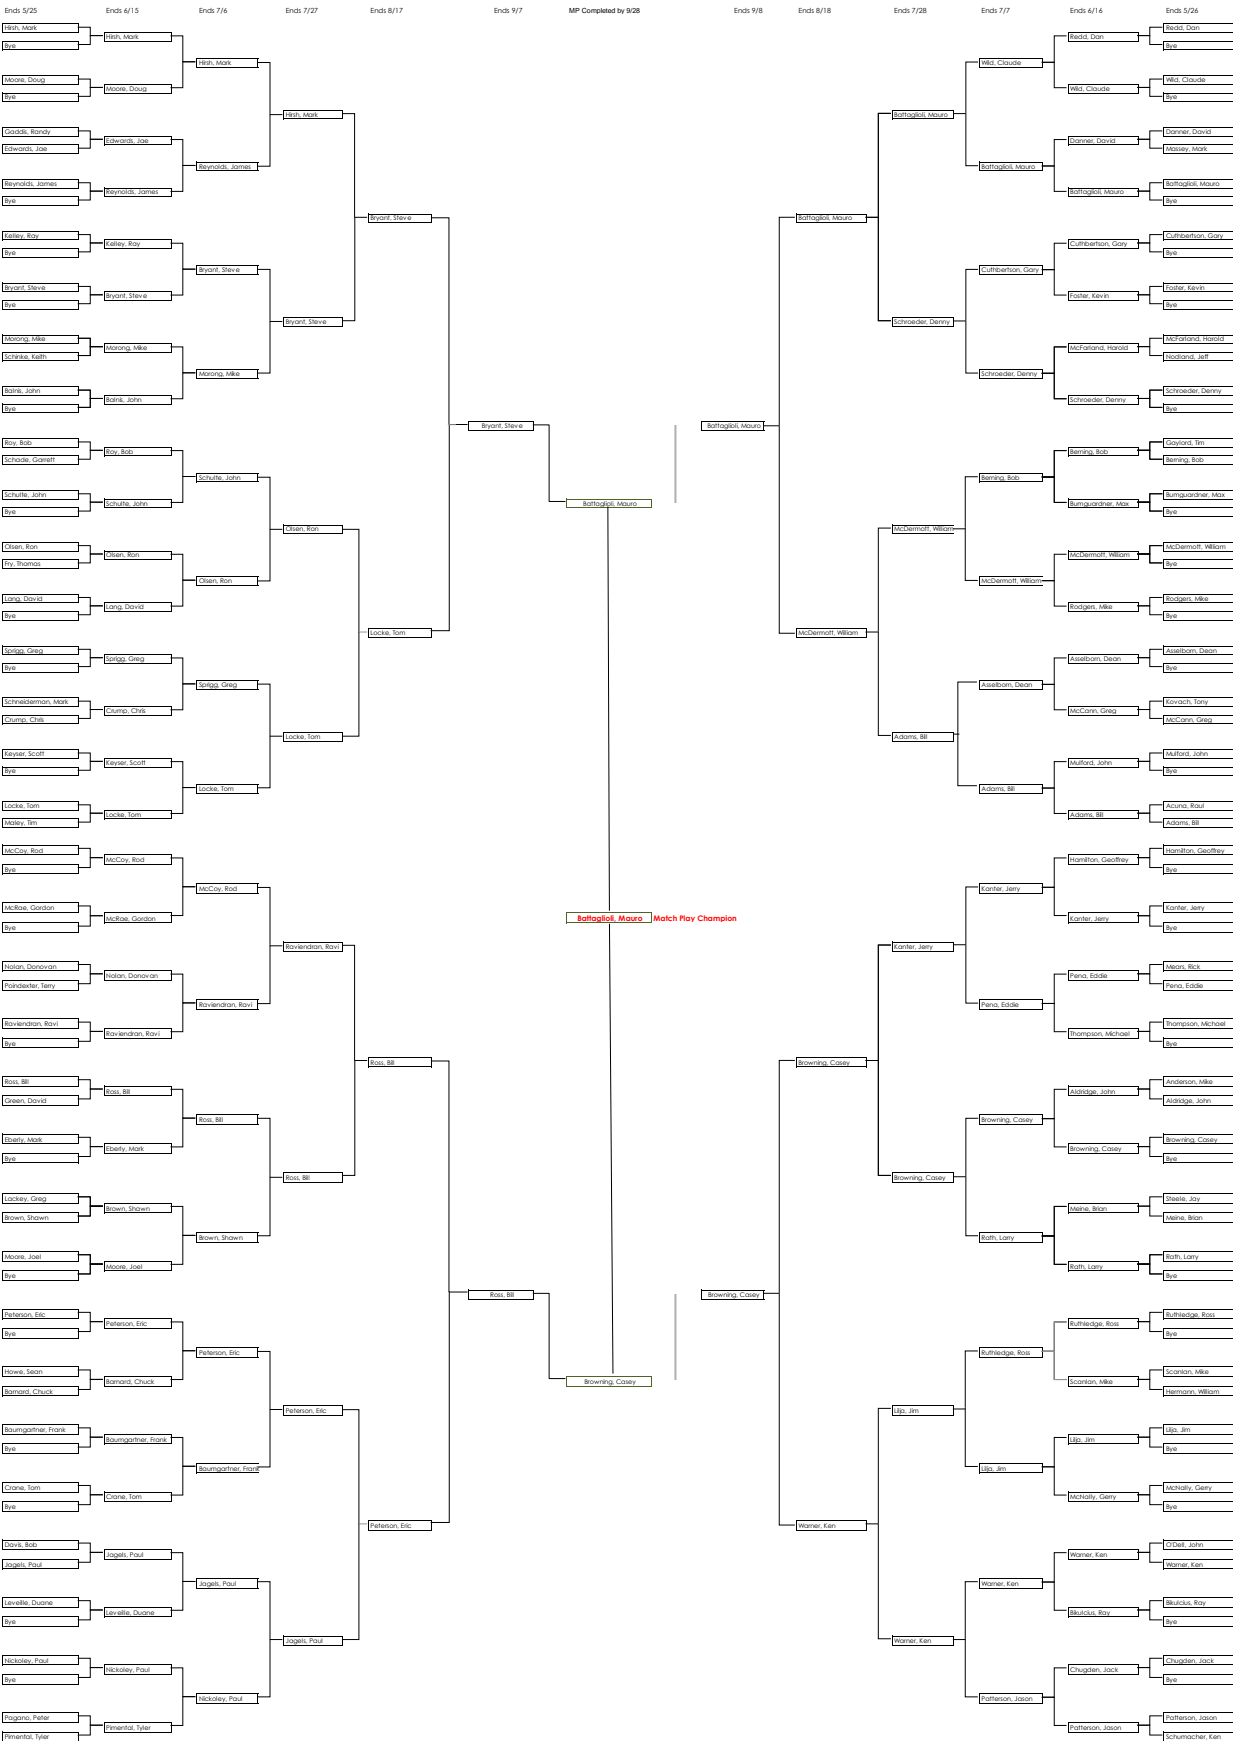 Ends 5/25
Ends 6/15
Ends 7/6
Ends 7/27
Ends 8/17
Ends 9/7
MP Completed by 9/28
Ends 9/8
Ends 8/18
Ends 7/28
Ends 7/7
Ends 6/16
Ends 5/26
Hirsh, Mark
Bye
Moore, Doug
Bye
Gaddis, Randy
Edwards, Jae
Reynolds, James
Bye
Kelley, Ray
Bye
Bryant, Steve
Bye
Morong, Mike
Schinke, Keith
Balnis, John
Bye
Roy, Bob
Schade, Garrett
Schulte, John
Bye
Olsen, Ron
Fry, Thomas
Lang, David
Bye
Sprigg, Greg
Bye
Schneiderman, Mark
Crump, Chris
Keyser, Scott
Bye
Locke, Tom
Maley, Tim
McCoy, Rod
Bye
McRae, Gordon
Bye
Nolan, Donovan
Poindexter, Terry
Raviendran, Ravi
Bye
Ross, Bill
Green, David
Eberly, Mark
Bye
Lackey, Greg
Brown, Shawn
Moore, Joel
Bye
Peterson, Eric
Bye
Howe, Sean
Barnard, Chuck
Baumgartner, Frank
Bye
Crane, Tom
Bye
Davis, Bob
Jagels, Paul
Leveille, Duane
Bye
Nickoley, Paul
Bye
Pagano, Peter
Pimental, Tyler
Hirsh, Mark
Moore, Doug
Edwards, Jae
Reynolds, James
Kelley, Ray
Bryant, Steve
Morong, Mike
Balnis, John
Roy, Bob
Schulte, John
Olsen, Ron
Lang, David
Sprigg, Greg
Crump, Chris
Keyser, Scott
Locke, Tom
McCoy, Rod
McRae, Gordon
Nolan, Donovan
Raviendran, Ravi
Ross, Bill
Eberly, Mark
Brown, Shawn
Moore, Joel
Peterson, Eric
Barnard, Chuck
Baumgartner, Frank
Crane, Tom
Jagels, Paul
Leveille, Duane
Nickoley, Paul
Pimental, Tyler
Hirsh, Mark
Reynolds, James
Bryant, Steve
Morong, Mike
Schulte, John
Olsen, Ron
Sprigg, Greg
Locke, Tom
McCoy, Rod
Raviendran, Ravi
Ross, Bill
Brown, Shawn
Peterson, Eric
Baumgartner, Frank
Jagels, Paul
Nickoley, Paul
Hirsh, Mark
Bryant, Steve
Olsen, Ron
Locke, Tom
Raviendran, Ravi
Ross, Bill
Peterson, Eric
Jagels, Paul
Bryant, Steve
Locke, Tom
Ross, Bill
Peterson, Eric
Bryant, Steve
Ross, Bill
Battaglioli, Mauro
Battaglioli, Mauro Match Play Champion
Browning, Casey
Battaglioli, Mauro
Browning, Casey
Battaglioli, Mauro
McDermott, William
Browning, Casey
Warner, Ken
Battaglioli, Mauro
Schroeder, Denny
McDermott, William
Adams, Bill
Kanter, Jerry
Browning, Casey
Lilja, Jim
Warner, Ken
Wild, Claude
Battaglioli, Mauro
Cuthbertson, Gary
Schroeder, Denny
Berning, Bob
McDermott, William
Asselborn, Dean
Adams, Bill
Kanter, Jerry
Pena, Eddie
Browning, Casey
Rath, Larry
Ruthledge, Ross
Lilja, Jim
Warner, Ken
Patterson, Jason
Redd, Dan
Wild, Claude
Danner, David
Battaglioli, Mauro
Cuthbertson, Gary
Foster, Kevin
McFarland, Harold
Schroeder, Denny
Berning, Bob
Bumguardner, Max
McDermott, William
Rodgers, Mike
Asselborn, Dean
McCann, Greg
Mulford, John
Adams, Bill
Hamilton, Geoffrey
Kanter, Jerry
Pena, Eddie
Thompson, Michael
Aldridge, John
Browning, Casey
Meine, Brian
Rath, Larry
Ruthledge, Ross
Scanlan, Mike
Lilja, Jim
McNally, Gerry
Warner, Ken
Bikulcius, Ray
Chugden, Jack
Patterson, Jason
Redd, Dan
Bye
Wild, Claude
Bye
Danner, David
Massey, Mark
Battaglioli, Mauro
Bye
Cuthbertson, Gary
Bye
Foster, Kevin
Bye
McFarland, Harold
Nodland, Jeff
Schroeder, Denny
Bye
Gaylord, Tim
Berning, Bob
Bumguardner, Max
Bye
McDermott, William
Bye
Rodgers, Mike
Bye
Asselborn, Dean
Bye
Kovach, Tony
McCann, Greg
Mulford, John
Bye
Acuna, Raul
Adams, Bill
Hamilton, Geoffrey
Bye
Kanter, Jerry
Bye
Mears, Rick
Pena, Eddie
Thompson, Michael
Bye
Anderson, Mike
Aldridge, John
Browning, Casey
Bye
Steele, Jay
Meine, Brian
Rath, Larry
Bye
Ruthledge, Ross
Bye
Scanlan, Mike
Hermann, William
Lilja, Jim
Bye
McNally, Gerry
Bye
O'Dell, John
Warner, Ken
Bikulcius, Ray
Bye
Chugden, Jack
Bye
Patterson, Jason
Schumacher, Ken